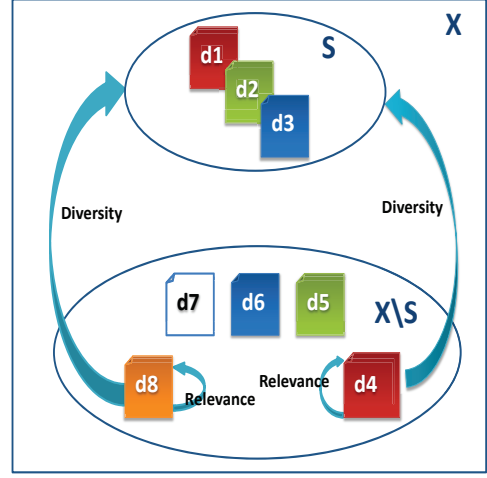 X
S
d1
d2
d3
Diversity
Diversity
d7
d6
d5
X\S
d8
Relevance
Relevance
d4